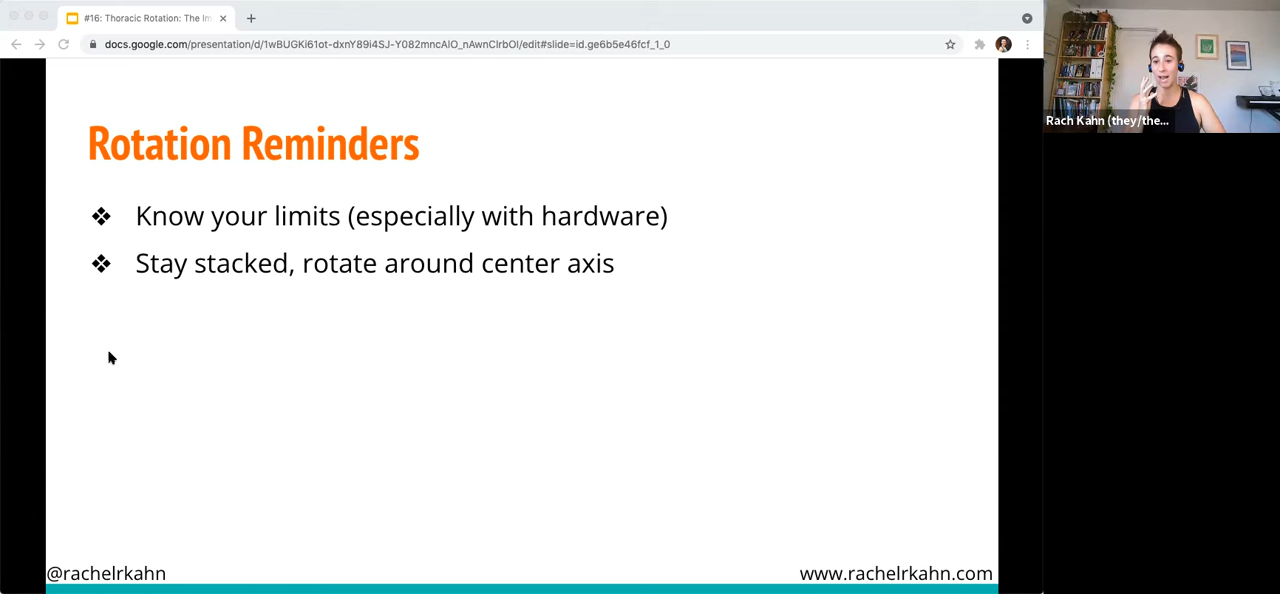 #16: Thoracic Rotation: The Im
docs.google.com/presentation/d/1wBUGKi61ot-dxnY89i4SJ-Y082mncAIO_nAwnClrbOI/edit#slide=id.ge6b5e46fcf_1_0
Rach Kahn (they/the...
Rotation Reminders
❖ Know your limits (especially with hardware)
❖ Stay stacked, rotate around center axis
@rachelrkahn
www.rachelrkahn.com